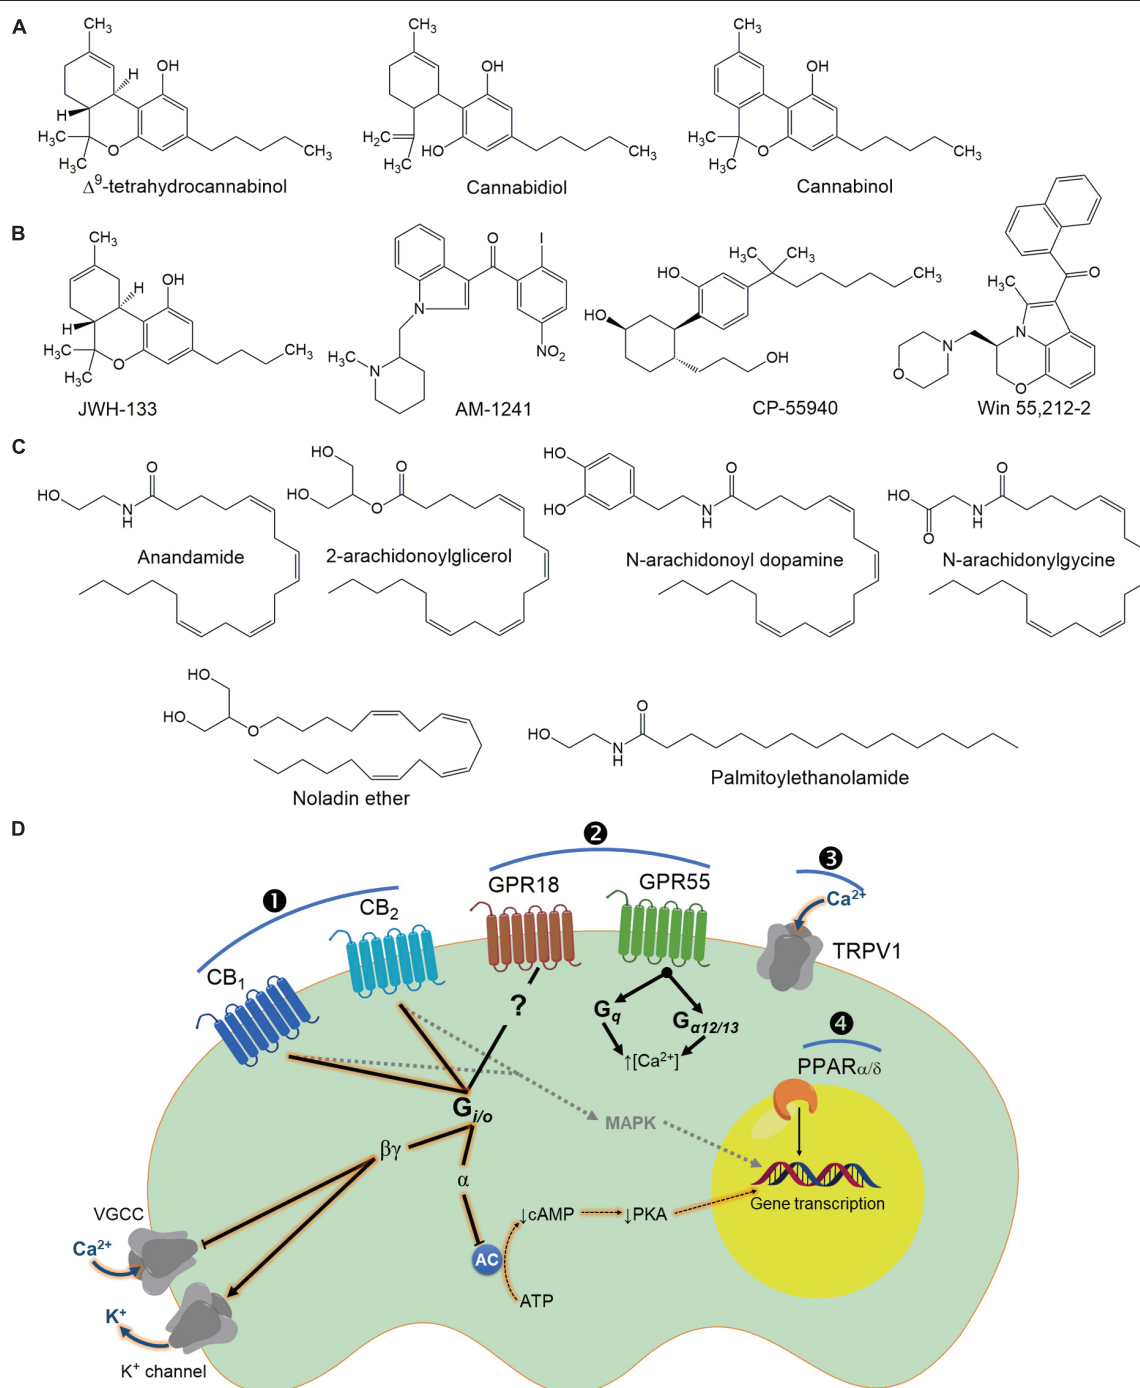 A
CH3
H
OH
H
H3C
H3C
O
CH3
Δ9-tetrahydrocannabinol
CH3
OH
H2C
H3C
HO
CH3
Cannabidiol
CH3
OH
H3C
CH3
O
CH3
Cannabinol
B
CH3
H
OH
H
H3C
H3C
O
CH3
JWH-133
O
I
N
NO2
H3C
N
AM-1241
H3C
CH3
HO
CH3
HO
OH
CP-55940
O
H3C
N
N
O
O
Win 55,212-2
C
HO
O
N
H
Anandamide
HO
HO
O
O
2-arachidonoylglicerol
HO
HO
O
N
H
N-arachidonoyl dopamine
HO
O
O
N
H
N-arachidonylgycine
HO
HO
O
Noladin ether
HO
O
N
H
Palmitoylethanolamide
D
1
CB1
CB2
2
GPR18
GPR55
3
Ca2+
TRPV1
?
Gq
Gα12/13
↑[Ca2+]
4
PPARα/δ
Gi/o
MAPK
βγ
α
Gene transcription
VGCC
Ca2+
↓cAMP
↓PKA
AC
ATP
K+
K+ channel